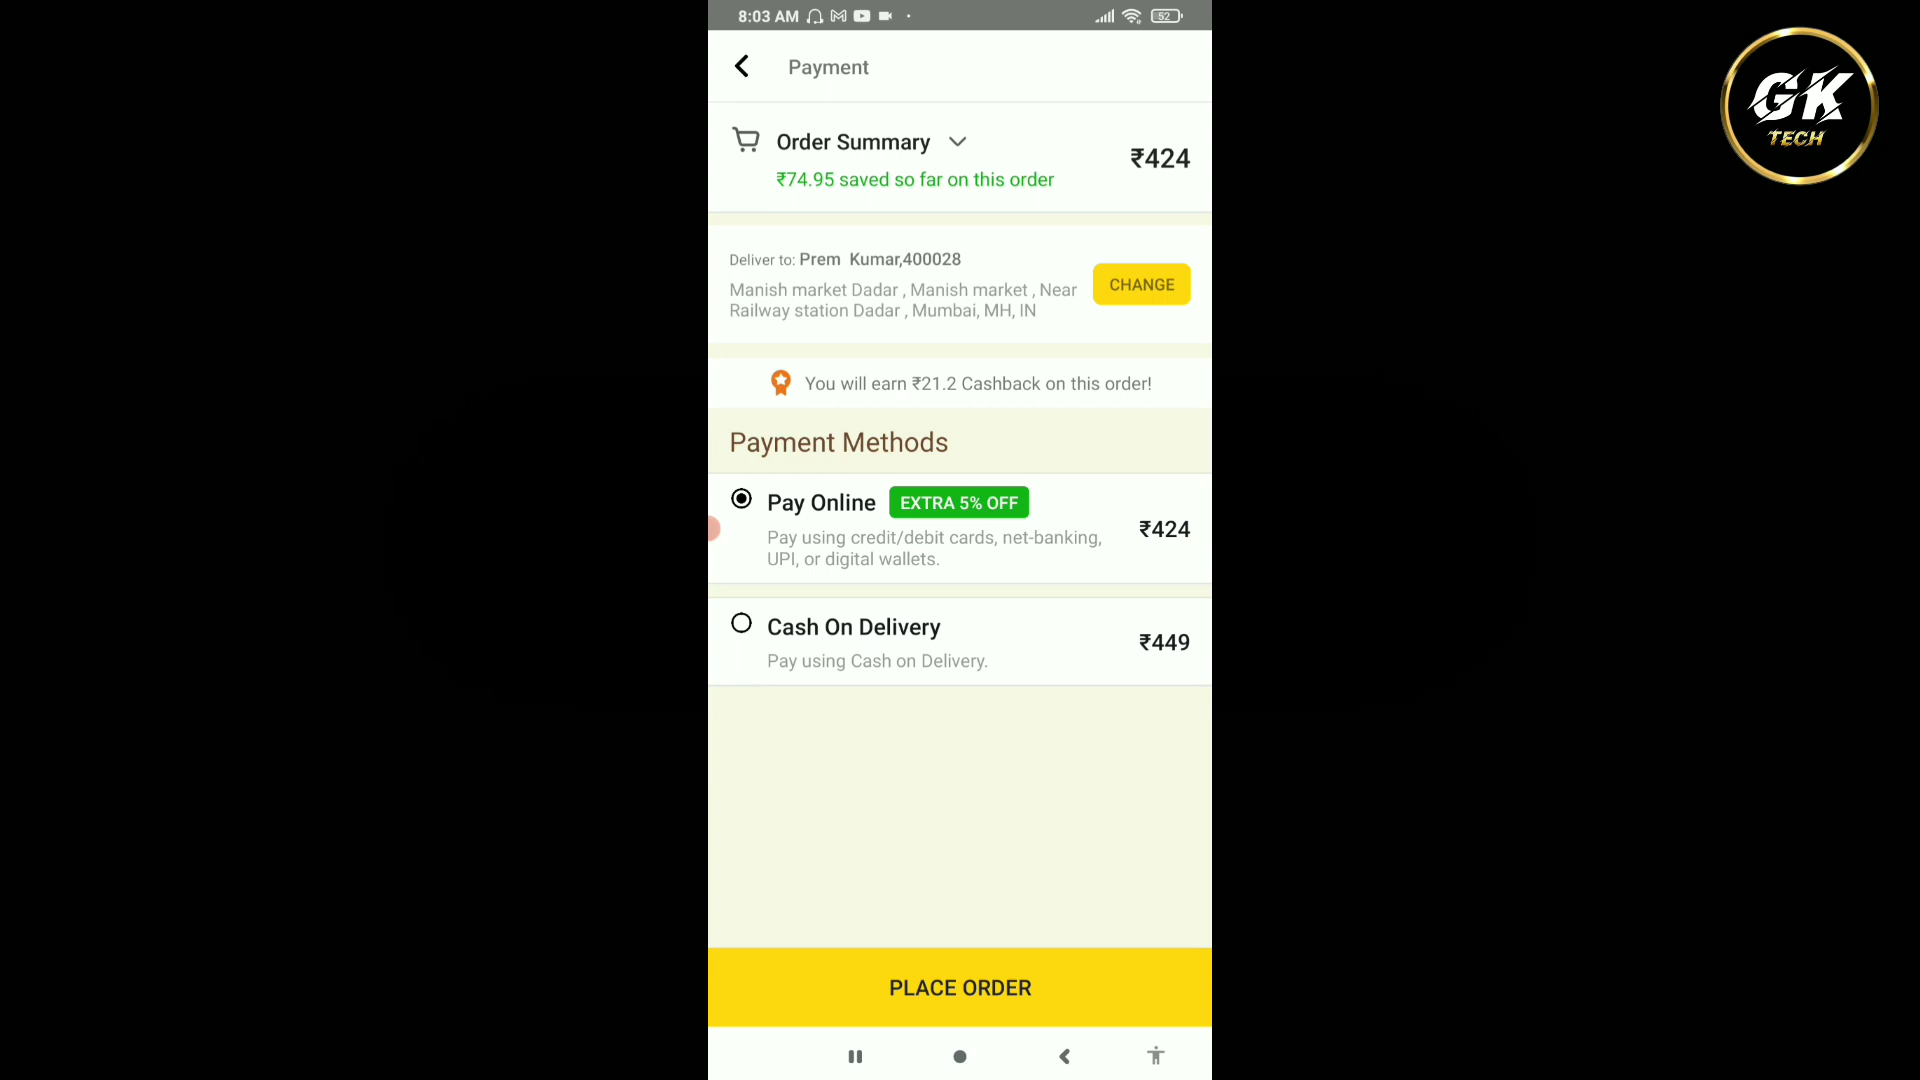 8:03 AM
52
Payment
Order Summary
₹424
₹74.95 saved so far on this order
Deliver to: Prem Kumar,400028
Manish market Dadar , Manish market , Near
Railway station Dadar , Mumbai, MH, IN
CHANGE
You will earn ₹21.2 Cashback on this order!
Payment Methods
Pay Online
EXTRA 5% OFF
₹424
Pay using credit/debit cards, net-banking,
UPI, or digital wallets.
Cash On Delivery
₹449
Pay using Cash on Delivery.
PLACE ORDER
GK
TECH